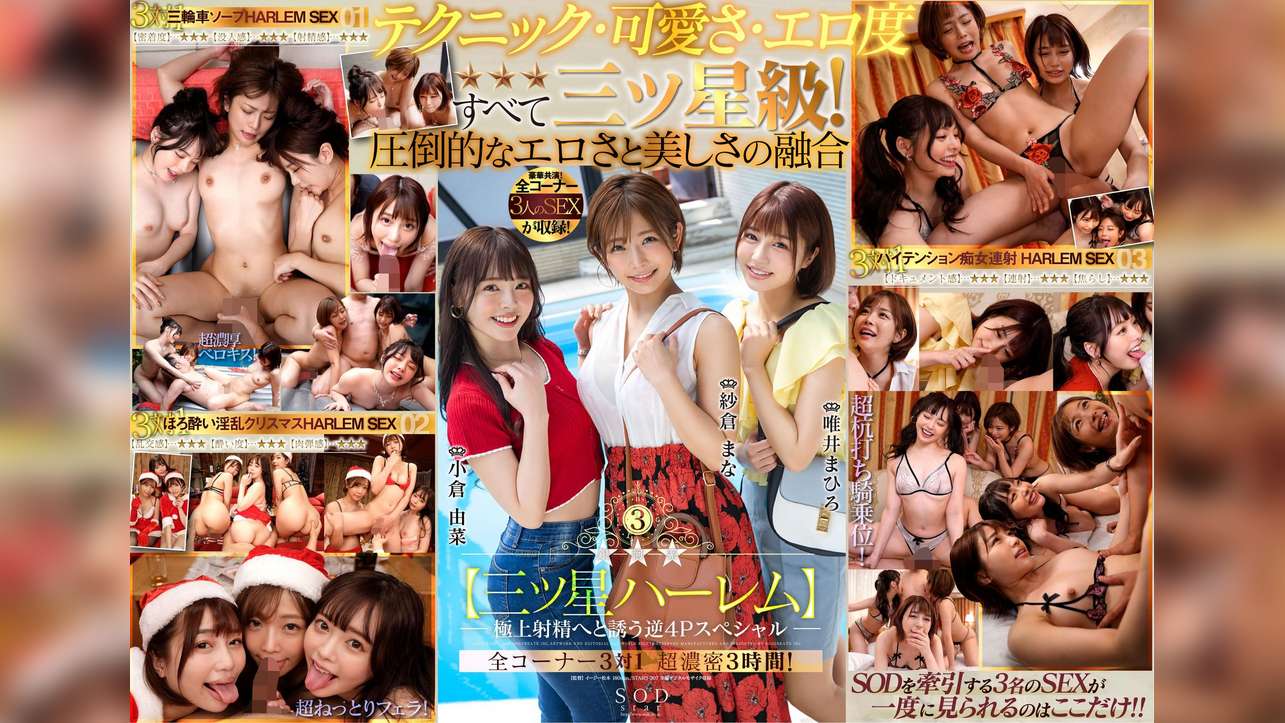 3対1 三輪車ソープHARLEM SEX 01
【密着度】…★★★【没入感】…★★★【射精感】…★★★
テクニック・可愛さ・エロ度
★★★
すべて三ツ星級!
圧倒的なエロさと美しさの融合
豪華共演!
全コーナー
3人のSEX
が収録!
超濃厚
ベロキス!
3対1 ほろ酔い淫乱クリスマスHARLEM SEX 02
【乱交感】…★★★【酔い度】…★★★【肉弾感】…★★★
超ねっとりフェラ!
小倉 由菜
紗倉 まな
唯井まひろ
3
★★★
【三ツ星ハーレム】
極上射精へと誘う逆4Pスペシャル
全コーナー3対1 超濃密3時間!
SOD
star
3対1 ハイテンション痴女連射 HARLEM SEX 03
【ドキュメント感】…★★★【連射】…★★★【焦らし】…★★★
超杭打ち騎乗位!
SODを牽引する3名のSEXが
一度に見られるのはここだけ!!